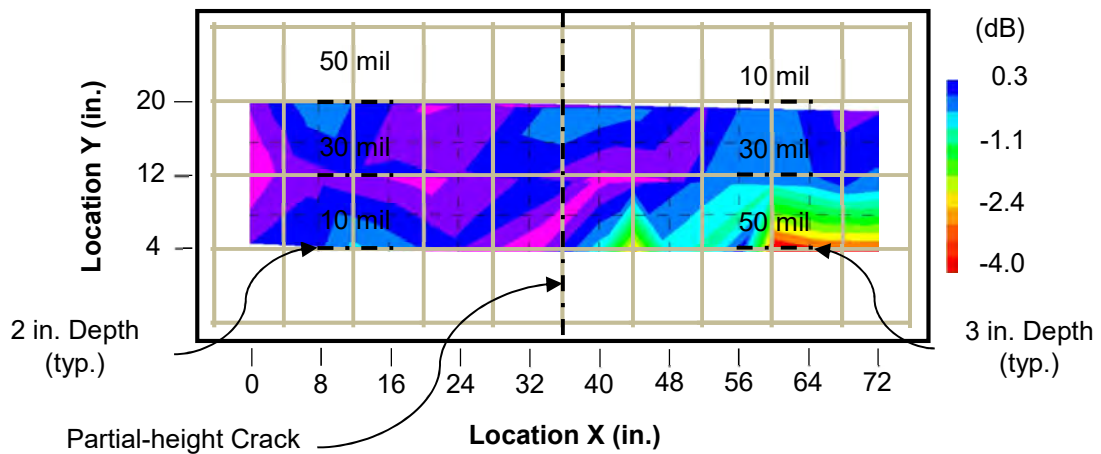 (dB)
50 mil
10 mil
0.3
20
30 mil
30 mil
-1.1
12
-2.4
10 mil
50 mil
4
-4.0
Location Y (in.)
2 in. Depth
(typ.)
3 in. Depth
(typ.)
0 8 16 24 32 40 48 56 64 72
Partial-height Crack
Location X (in.)